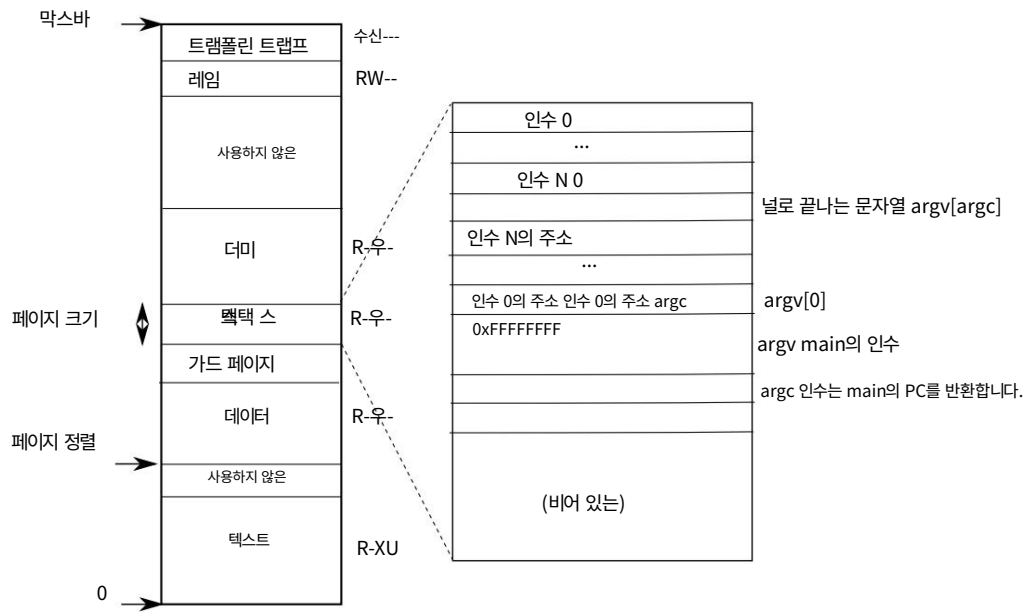 막스바
트램폴린 트랩프
수신---
레임
RW--
사용하지 않은
더미
R-우-
페이지 크기
스
R-우-
가드 페이지
데이터
R-우-
페이지 정렬
사용하지 않은
텍스트
R-XU
0
인수 0
...
인수 N 0
널로 끝나는 문자열 argv[argc]
인수 N의 주소
...
인수 0의 주소 인수 0의 주소 argc
argv[0]
0xFFFFFFFF
argv main의 인수
argc 인수는 main의 PC를 반환합니다.
(비어 있는)